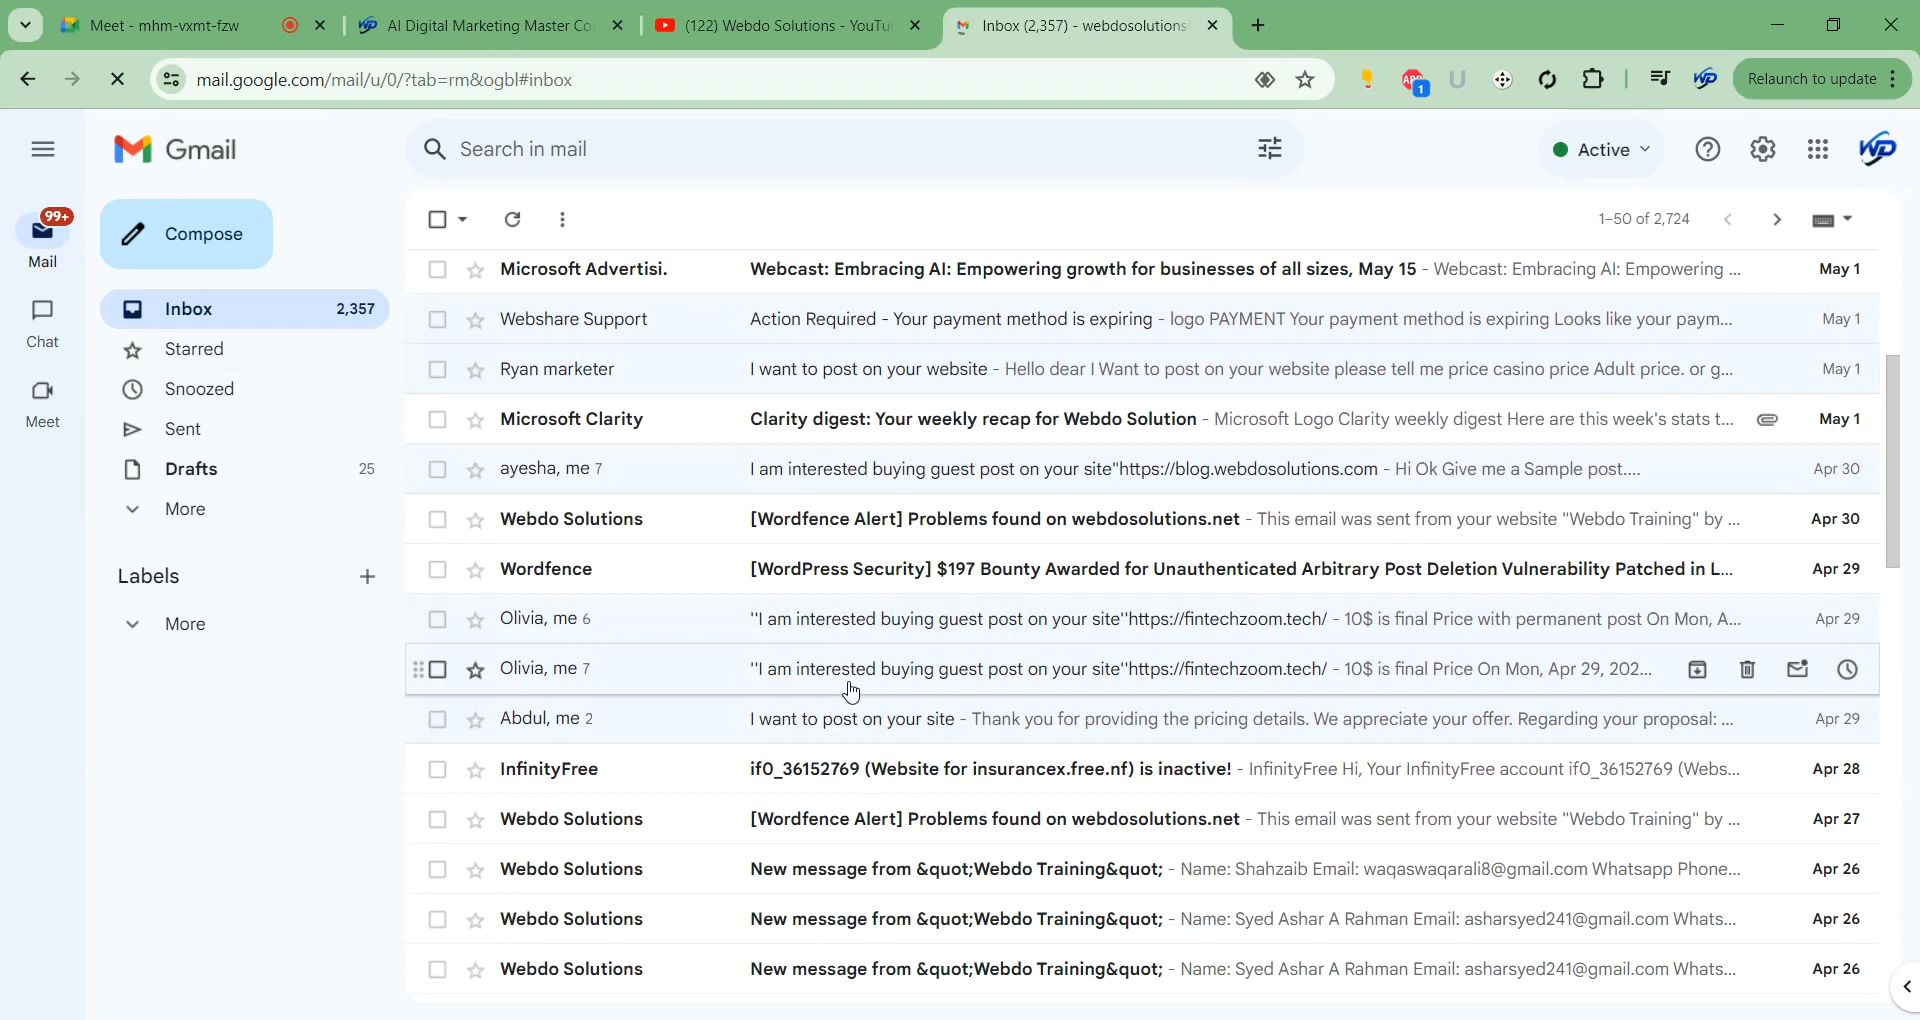 Meet - mhm-vxmt-fzw
AI Digital Marketing Master Co
(122) Webdo Solutions - YouTu
Inbox (2,357) - webdosolutions
mail.google.com/mail/u/0/?tab=rm&ogbl#inbox
ABP
1
U
WD
Relaunch to update
Gmail
Search in mail
Active
WD
99+
Mail
Chat
Meet
Compose
Inbox 2,357
Starred
Snoozed
Sent
Drafts 25
More
Labels
More
1–50 of 2,724
Microsoft Advertisi. Webcast: Embracing AI: Empowering growth for businesses of all sizes, May 15 - Webcast: Embracing AI: Empowering ... May 1
Webshare Support Action Required - Your payment method is expiring - logo PAYMENT Your payment method is expiring Looks like your paym... May 1
Ryan marketer I want to post on your website - Hello dear I Want to post on your website please tell me price casino price Adult price. or g... May 1
Microsoft Clarity Clarity digest: Your weekly recap for Webdo Solution - Microsoft Logo Clarity weekly digest Here are this week's stats t... May 1
ayesha, me 7 I am interested buying guest post on your site"https://blog.webdosolutions.com - Hi Ok Give me a Sample post.... Apr 30
Webdo Solutions [Wordfence Alert] Problems found on webdosolutions.net - This email was sent from your website "Webdo Training" by ... Apr 30
Wordfence [WordPress Security] $197 Bounty Awarded for Unauthenticated Arbitrary Post Deletion Vulnerability Patched in L... Apr 29
Olivia, me 6 ''I am interested buying guest post on your site''https://fintechzoom.tech/ - 10$ is final Price with permanent post On Mon, A... Apr 29
Olivia, me 7 ''I am interested buying guest post on your site''https://fintechzoom.tech/ - 10$ is final Price On Mon, Apr 29, 202...
Abdul, me 2 I want to post on your site - Thank you for providing the pricing details. We appreciate your offer. Regarding your proposal: ... Apr 29
InfinityFree if0_36152769 (Website for insurancex.free.nf) is inactive! - InfinityFree Hi, Your InfinityFree account if0_36152769 (Webs... Apr 28
Webdo Solutions [Wordfence Alert] Problems found on webdosolutions.net - This email was sent from your website "Webdo Training" by ... Apr 27
Webdo Solutions New message from &quot;Webdo Training&quot; - Name: Shahzaib Email: waqaswaqarali8@gmail.com Whatsapp Phone... Apr 26
Webdo Solutions New message from &quot;Webdo Training&quot; - Name: Syed Ashar A Rahman Email: asharsyed241@gmail.com Whats... Apr 26
Webdo Solutions New message from &quot;Webdo Training&quot; - Name: Syed Ashar A Rahman Email: asharsyed241@gmail.com Whats... Apr 26